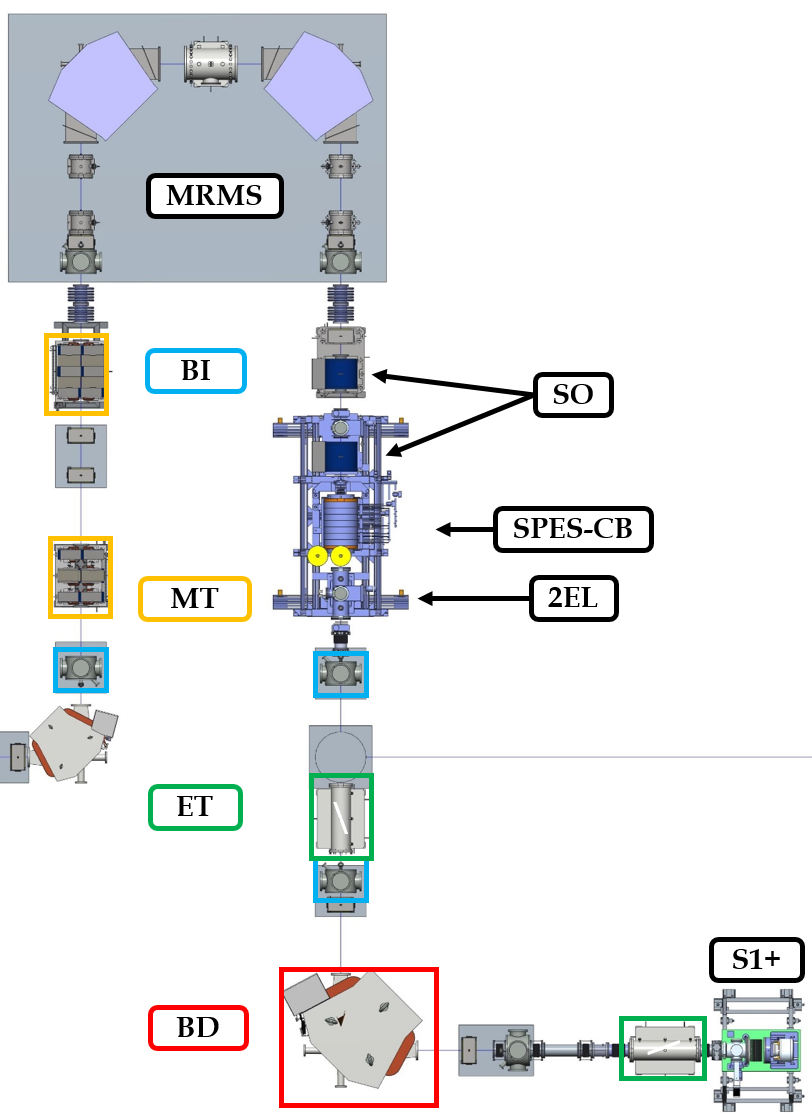 MRMS
BI
SO
SPES-CB
MT
2EL
ET
S1+
BD